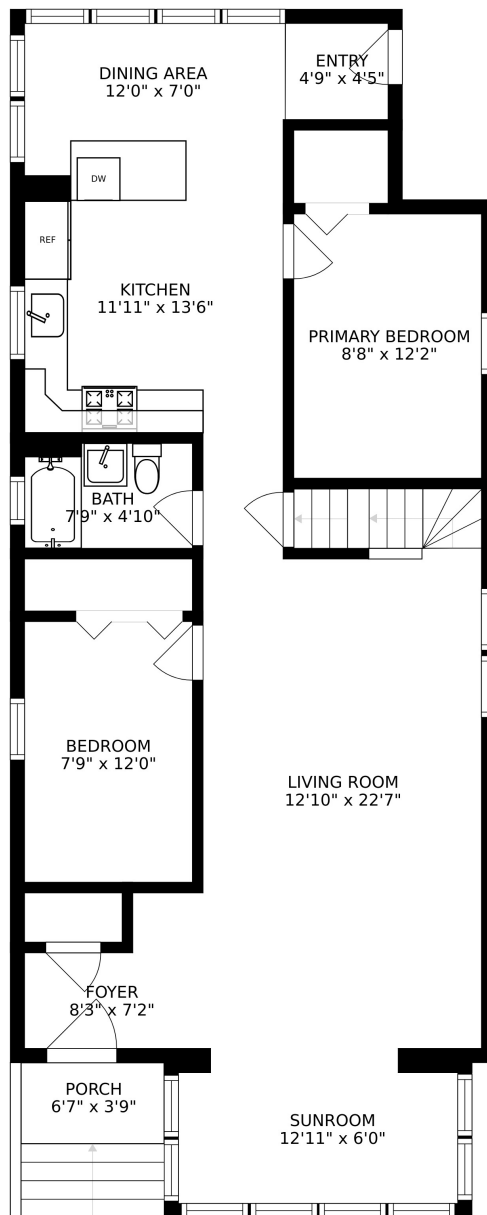 DINING AREA
12'0" x 7'0"
ENTRY
4'9" x 4'5"
DW
REF
KITCHEN
11'11" x 13'6"
PRIMARY BEDROOM
8'8" x 12'2"
BATH
7'9" x 4'10"
BEDROOM
7'9" x 12'0"
LIVING ROOM
12'10" x 22'7"
FOYER
8'3" x 7'2"
PORCH
6'7" x 3'9"
SUNROOM
12'11" x 6'0"